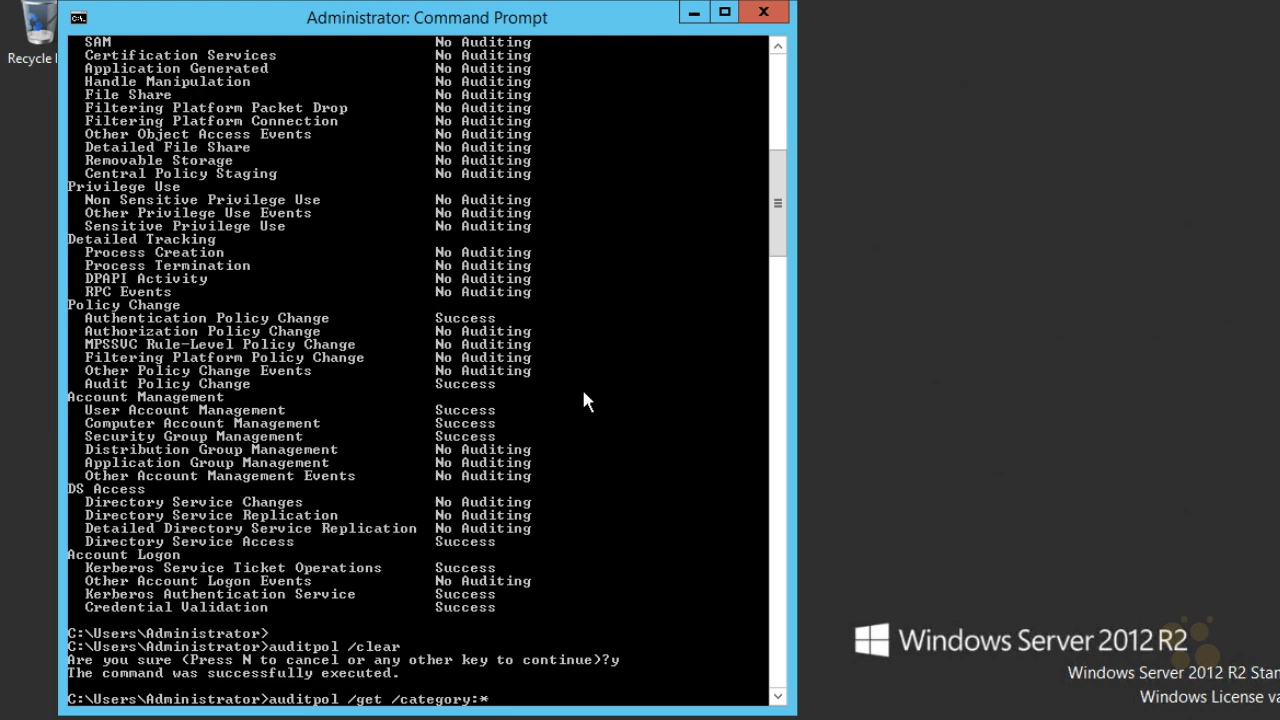 Administrator: Command Prompt
Recycle
SAM No Auditing
Certification Services No Auditing
Application Generated No Auditing
Handle Manipulation No Auditing
File Share No Auditing
Filtering Platform Packet Drop No Auditing
Filtering Platform Connection No Auditing
Other Object Access Events No Auditing
Detailed File Share No Auditing
Removable Storage No Auditing
Central Policy Staging No Auditing
Privilege Use
Non Sensitive Privilege Use No Auditing
Other Privilege Use Events No Auditing
Sensitive Privilege Use No Auditing
Detailed Tracking
Process Creation No Auditing
Process Termination No Auditing
DPAPI Activity No Auditing
RPC Events No Auditing
Policy Change
Authentication Policy Change Success
Authorization Policy Change No Auditing
MPSSVC Rule-Level Policy Change No Auditing
Filtering Platform Policy Change No Auditing
Other Policy Change Events No Auditing
Audit Policy Change Success
Account Management
User Account Management Success
Computer Account Management Success
Security Group Management Success
Distribution Group Management No Auditing
Application Group Management No Auditing
Other Account Management Events No Auditing
DS Access
Directory Service Changes No Auditing
Directory Service Replication No Auditing
Detailed Directory Service Replication No Auditing
Directory Service Access Success
Account Logon
Kerberos Service Ticket Operations Success
Other Account Logon Events No Auditing
Kerberos Authentication Service Success
Credential Validation Success
C:\Users\Administrator>
C:\Users\Administrator>auditpol /clear
Are you sure (Press N to cancel or any other key to continue)?y
The command was successfully executed.
C:\Users\Administrator>auditpol /get /category:*
Windows Server 2012 R2
Windows Server 2012 R2 Stan
Windows License va